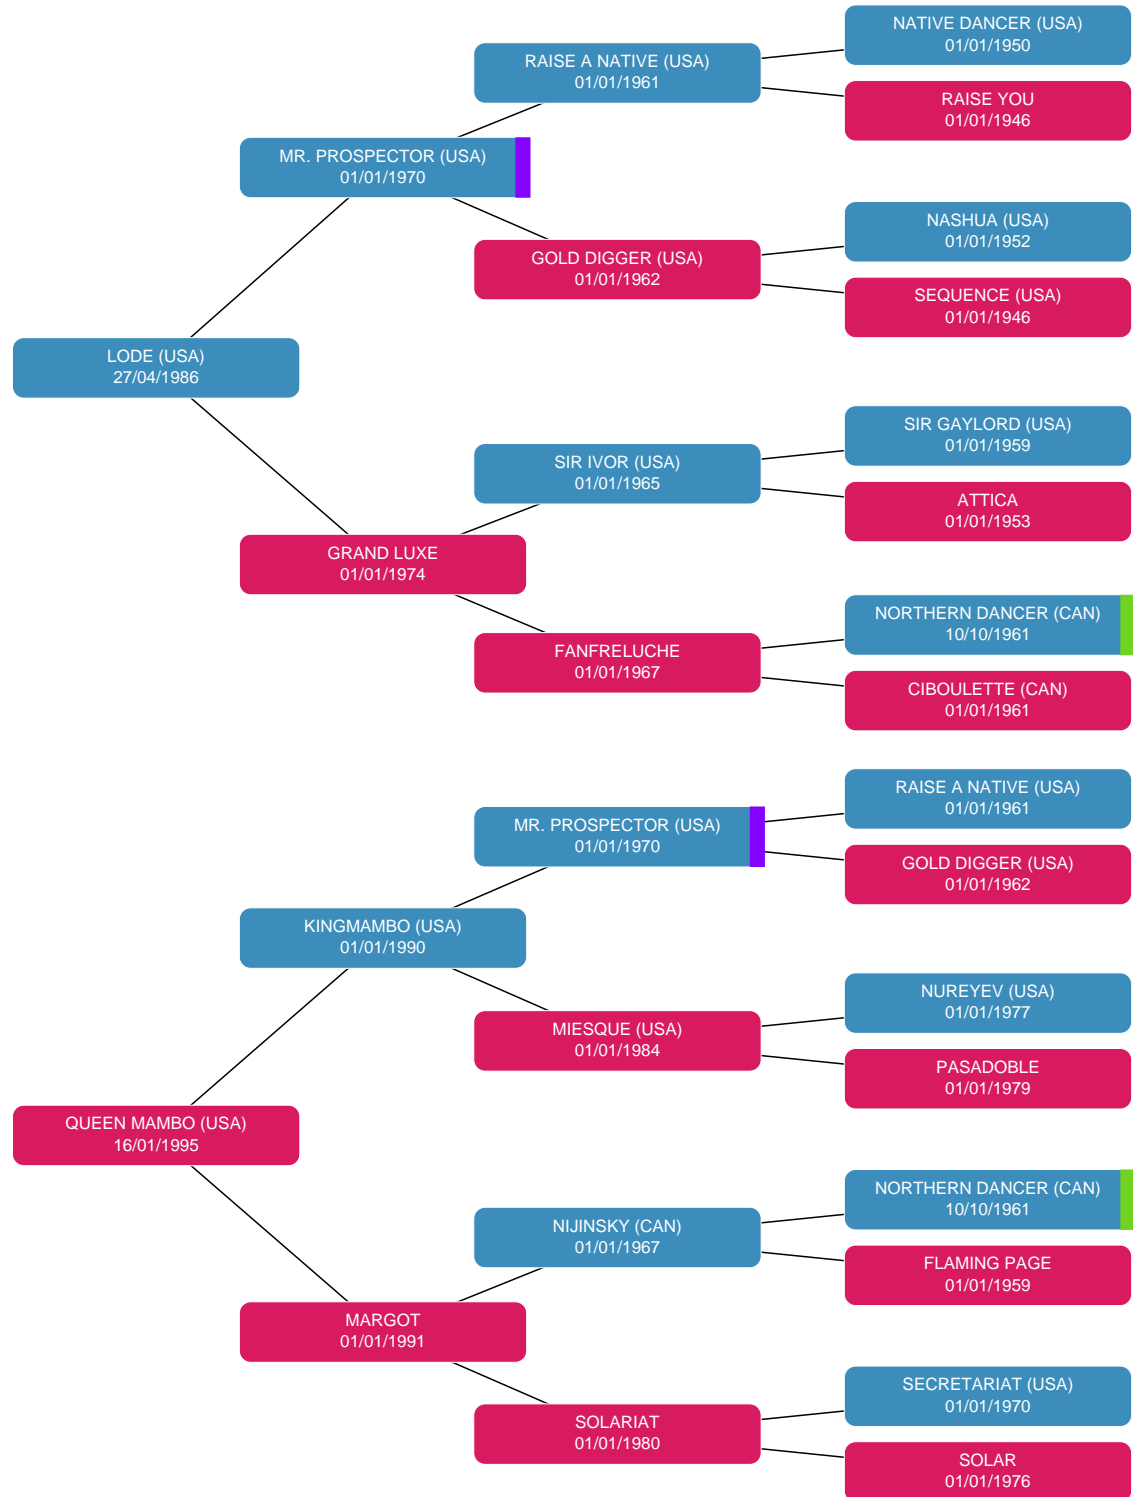 NATIVE DANCER (USA)
01/01/1950
RAISE A NATIVE (USA)
01/01/1961
RAISE YOU
01/01/1946
MR. PROSPECTOR (USA)
01/01/1970
NASHUA (USA)
01/01/1952
GOLD DIGGER (USA)
01/01/1962
SEQUENCE (USA)
01/01/1946
LODE (USA)
27/04/1986
SIR GAYLORD (USA)
01/01/1959
SIR IVOR (USA)
01/01/1965
ATTICA
01/01/1953
GRAND LUXE
01/01/1974
NORTHERN DANCER (CAN)
10/10/1961
FANFRELUCHE
01/01/1967
CIBOULETTE (CAN)
01/01/1961
RAISE A NATIVE (USA)
01/01/1961
MR. PROSPECTOR (USA)
01/01/1970
GOLD DIGGER (USA)
01/01/1962
KINGMAMBO (USA)
01/01/1990
NUREYEV (USA)
01/01/1977
MIESQUE (USA)
01/01/1984
PASADOBLE
01/01/1979
QUEEN MAMBO (USA)
16/01/1995
NORTHERN DANCER (CAN)
10/10/1961
NIJINSKY (CAN)
01/01/1967
FLAMING PAGE
01/01/1959
MARGOT
01/01/1991
SECRETARIAT (USA)
01/01/1970
SOLARIAT
01/01/1980
SOLAR
01/01/1976